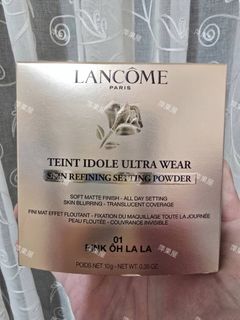 LANCÔME
PARIS
TEINT IDOLE ULTRA WEAR
SKIN REFINING SETTING POWDER
SOFT MATTE FINISH - ALL DAY SETTING
SKIN BLURRING - TRANSLUCENT COVERAGE
FINI MAT EFFET FLOUTANT - FIXATION DU MAQUILLAGE TOUTE LA JOURNÉE
PEAU FLOUTÉE - COUVRANCE INVISIBLE
01
PINK OH LA LA
POIDS NET 10g - NET WT. 0.35 OZ